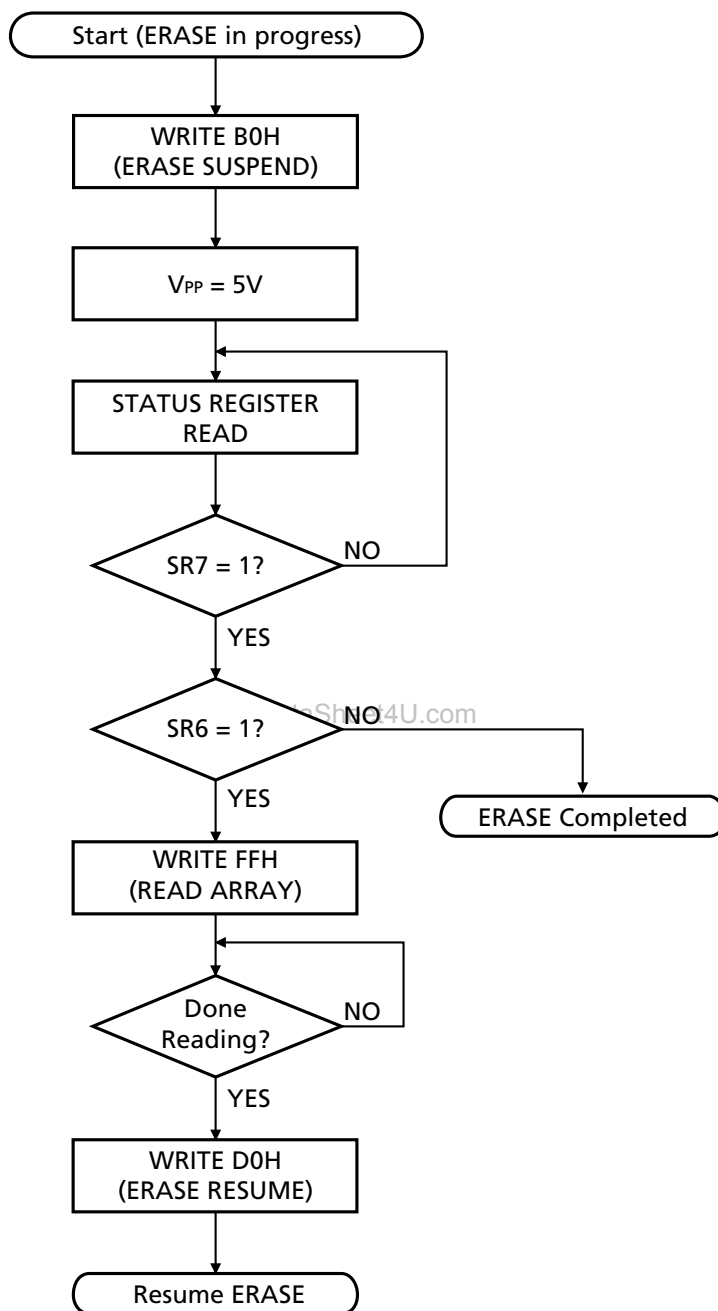 Start (ERASE in progress)
WRITE B0H
(ERASE SUSPEND)
VPP = 5V
STATUS REGISTER
READ
SR7 = 1?
NO
YES
SR6 = 1?
NO
YES
ERASE Completed
WRITE FFH
(READ ARRAY)
Done
Reading?
NO
YES
WRITE D0H
(ERASE RESUME)
Resume ERASE